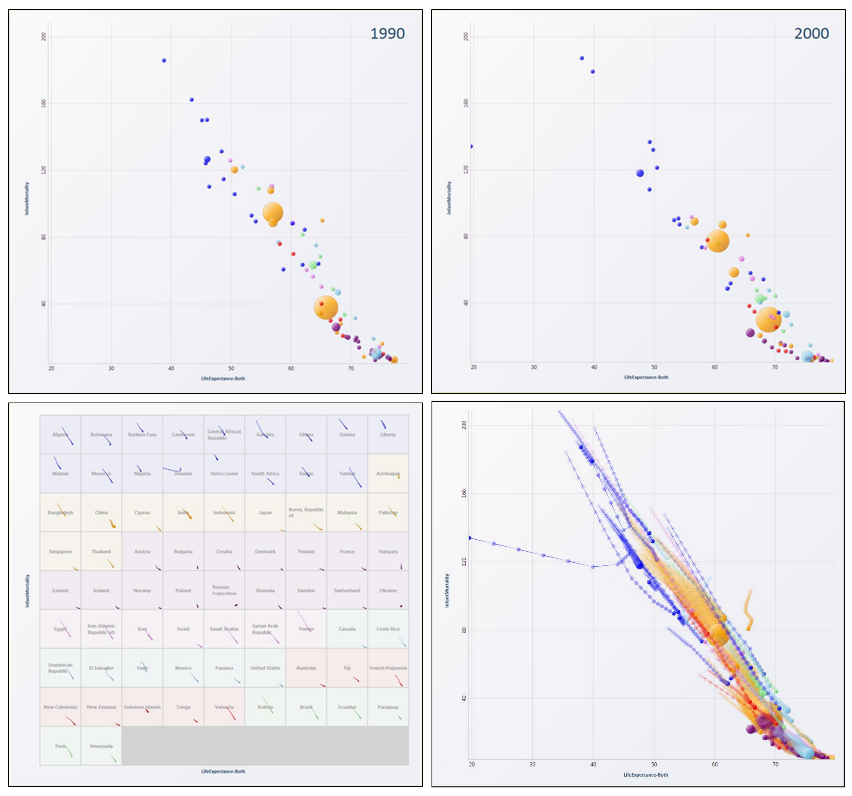 1990
200
160
120
80
40
InfantMortality
20
30
40
50
60
70
LifeExpectance-Both
2000
200
160
120
80
40
InfantMortality
20
30
40
50
60
70
LifeExpectance-Both
Algeria Botswana Burkina Faso Cameroon Central African Republic Gambia Ghana Guinea Liberia
Malawi Morocco Nigeria Rwanda Sierra Leone South Africa Sudan Tunisia Azerbaijan
Bangladesh China Cyprus India Indonesia Japan Korea, Republic of Malaysia Pakistan
Singapore Thailand Austria Bulgaria Croatia Denmark Finland France Hungary
Iceland Ireland Norway Poland Russian Federation Slovenia Sweden Switzerland Ukraine
Egypt Iran (Islamic Republic of) Iraq Israel Saudi Arabia Syrian Arab Republic Yemen Canada Costa Rica
Dominican Republic El Salvador Haiti Mexico Panama United States Australia Fiji French Polynesia
New Caledonia New Zealand Solomon Islands Tonga Vanuatu Bolivia Brazil Ecuador Paraguay
Peru Venezuela
InfantMortality
LifeExpectance-Both
200
160
120
80
40
InfantMortality
20
30
40
50
60
70
LifeExpectance-Both